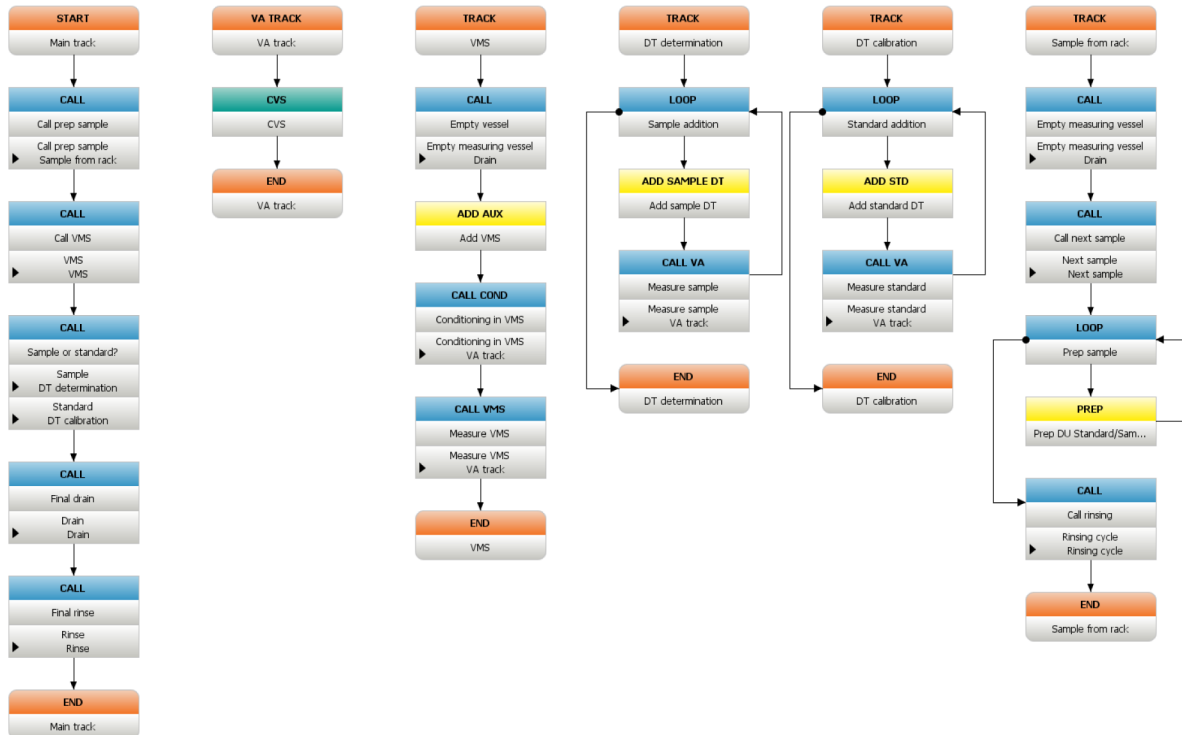 START
Main track
CALL
Call prep sample
Call prep sample
Sample from rack
CALL
Call VMS
VMS
VMS
CALL
Sample or standard?
Sample
DT determination
Standard
DT calibration
CALL
Final drain
Drain
Drain
CALL
Final rinse
Rinse
Rinse
END
Main track
VA TRACK
VA track
CVS
CVS
END
VA track
TRACK
VMS
CALL
Empty vessel
Empty measuring vessel
Drain
ADD AUX
Add VMS
CALL COND
Conditioning in VMS
Conditioning in VMS
VA track
CALL VMS
Measure VMS
Measure VMS
VA track
END
VMS
TRACK
DT determination
LOOP
Sample addition
ADD SAMPLE DT
Add sample DT
CALL VA
Measure sample
Measure sample
VA track
END
DT determination
TRACK
DT calibration
LOOP
Standard addition
ADD STD
Add standard DT
CALL VA
Measure standard
Measure standard
VA track
END
DT calibration
TRACK
Sample from rack
CALL
Empty measuring vessel
Empty measuring vessel
Drain
CALL
Call next sample
Next sample
Next sample
LOOP
Prep sample
PREP
Prep DU Standard/Sam...
CALL
Call rinsing
Rinsing cycle
Rinsing cycle
END
Sample from rack